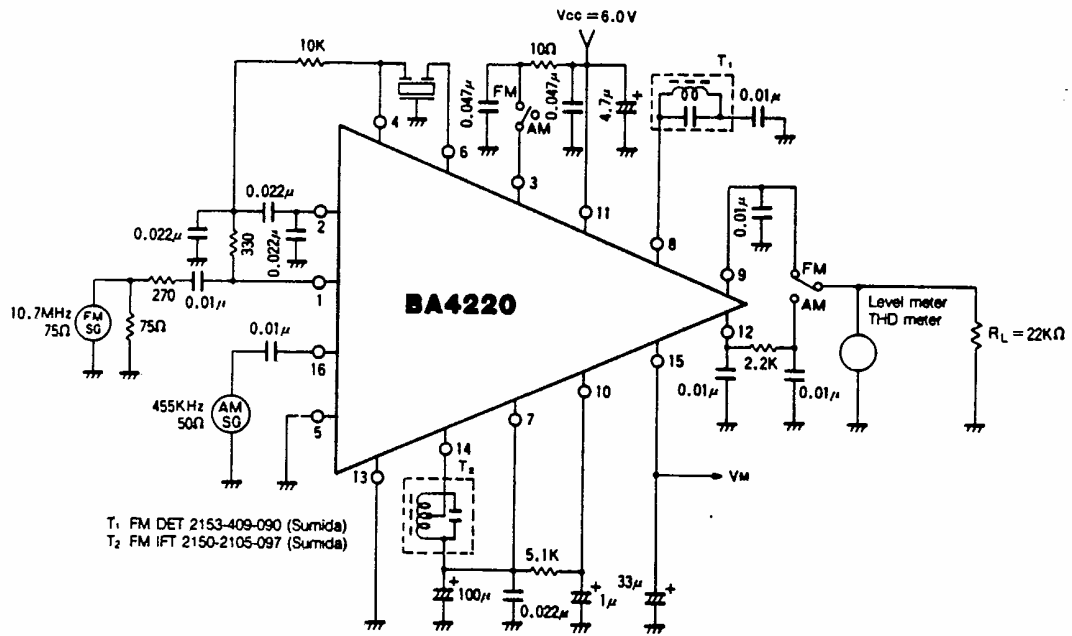 Vcc = 6.0V
10K
10Ω
T₁
0.047μ
FM
AM
0.047μ
4.7μ
+
0.01μ
4
6
3
11
8
9
0.022μ
0.022μ
0.022μ
330
2
0.01μ
FM
AM
270
0.01μ
1
10.7MHz
75Ω
FM
SG
75Ω
BA4220
Level meter
THD meter
RL = 22KΩ
0.01μ
16
12
2.2K
15
0.01μ
0.01μ
455KHz
50Ω
AM
SG
5
10
7
14
13
T₂
VM
T₁ FM DET 2153-409-090 (Sumida)
T₂ FM IFT 2150-2105-097 (Sumida)
5.1K
+
100μ
0.022μ
+
1μ
33μ
+